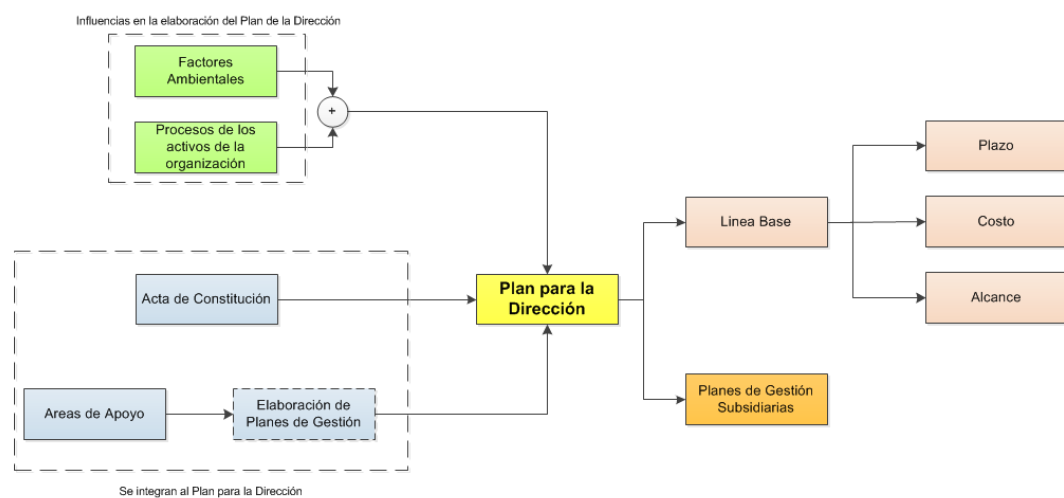 Influencias en la elaboración del Plan de la Dirección
Factores
Ambientales
+
Procesos de los
activos de la
organización
Plazo
Linea Base
Costo
Acta de Constitución
Plan para la
Dirección
Alcance
Areas de Apoyo
Elaboración de
Planes de Gestión
Planes de Gestión
Subsidiarias
Se integran al Plan para la Dirección